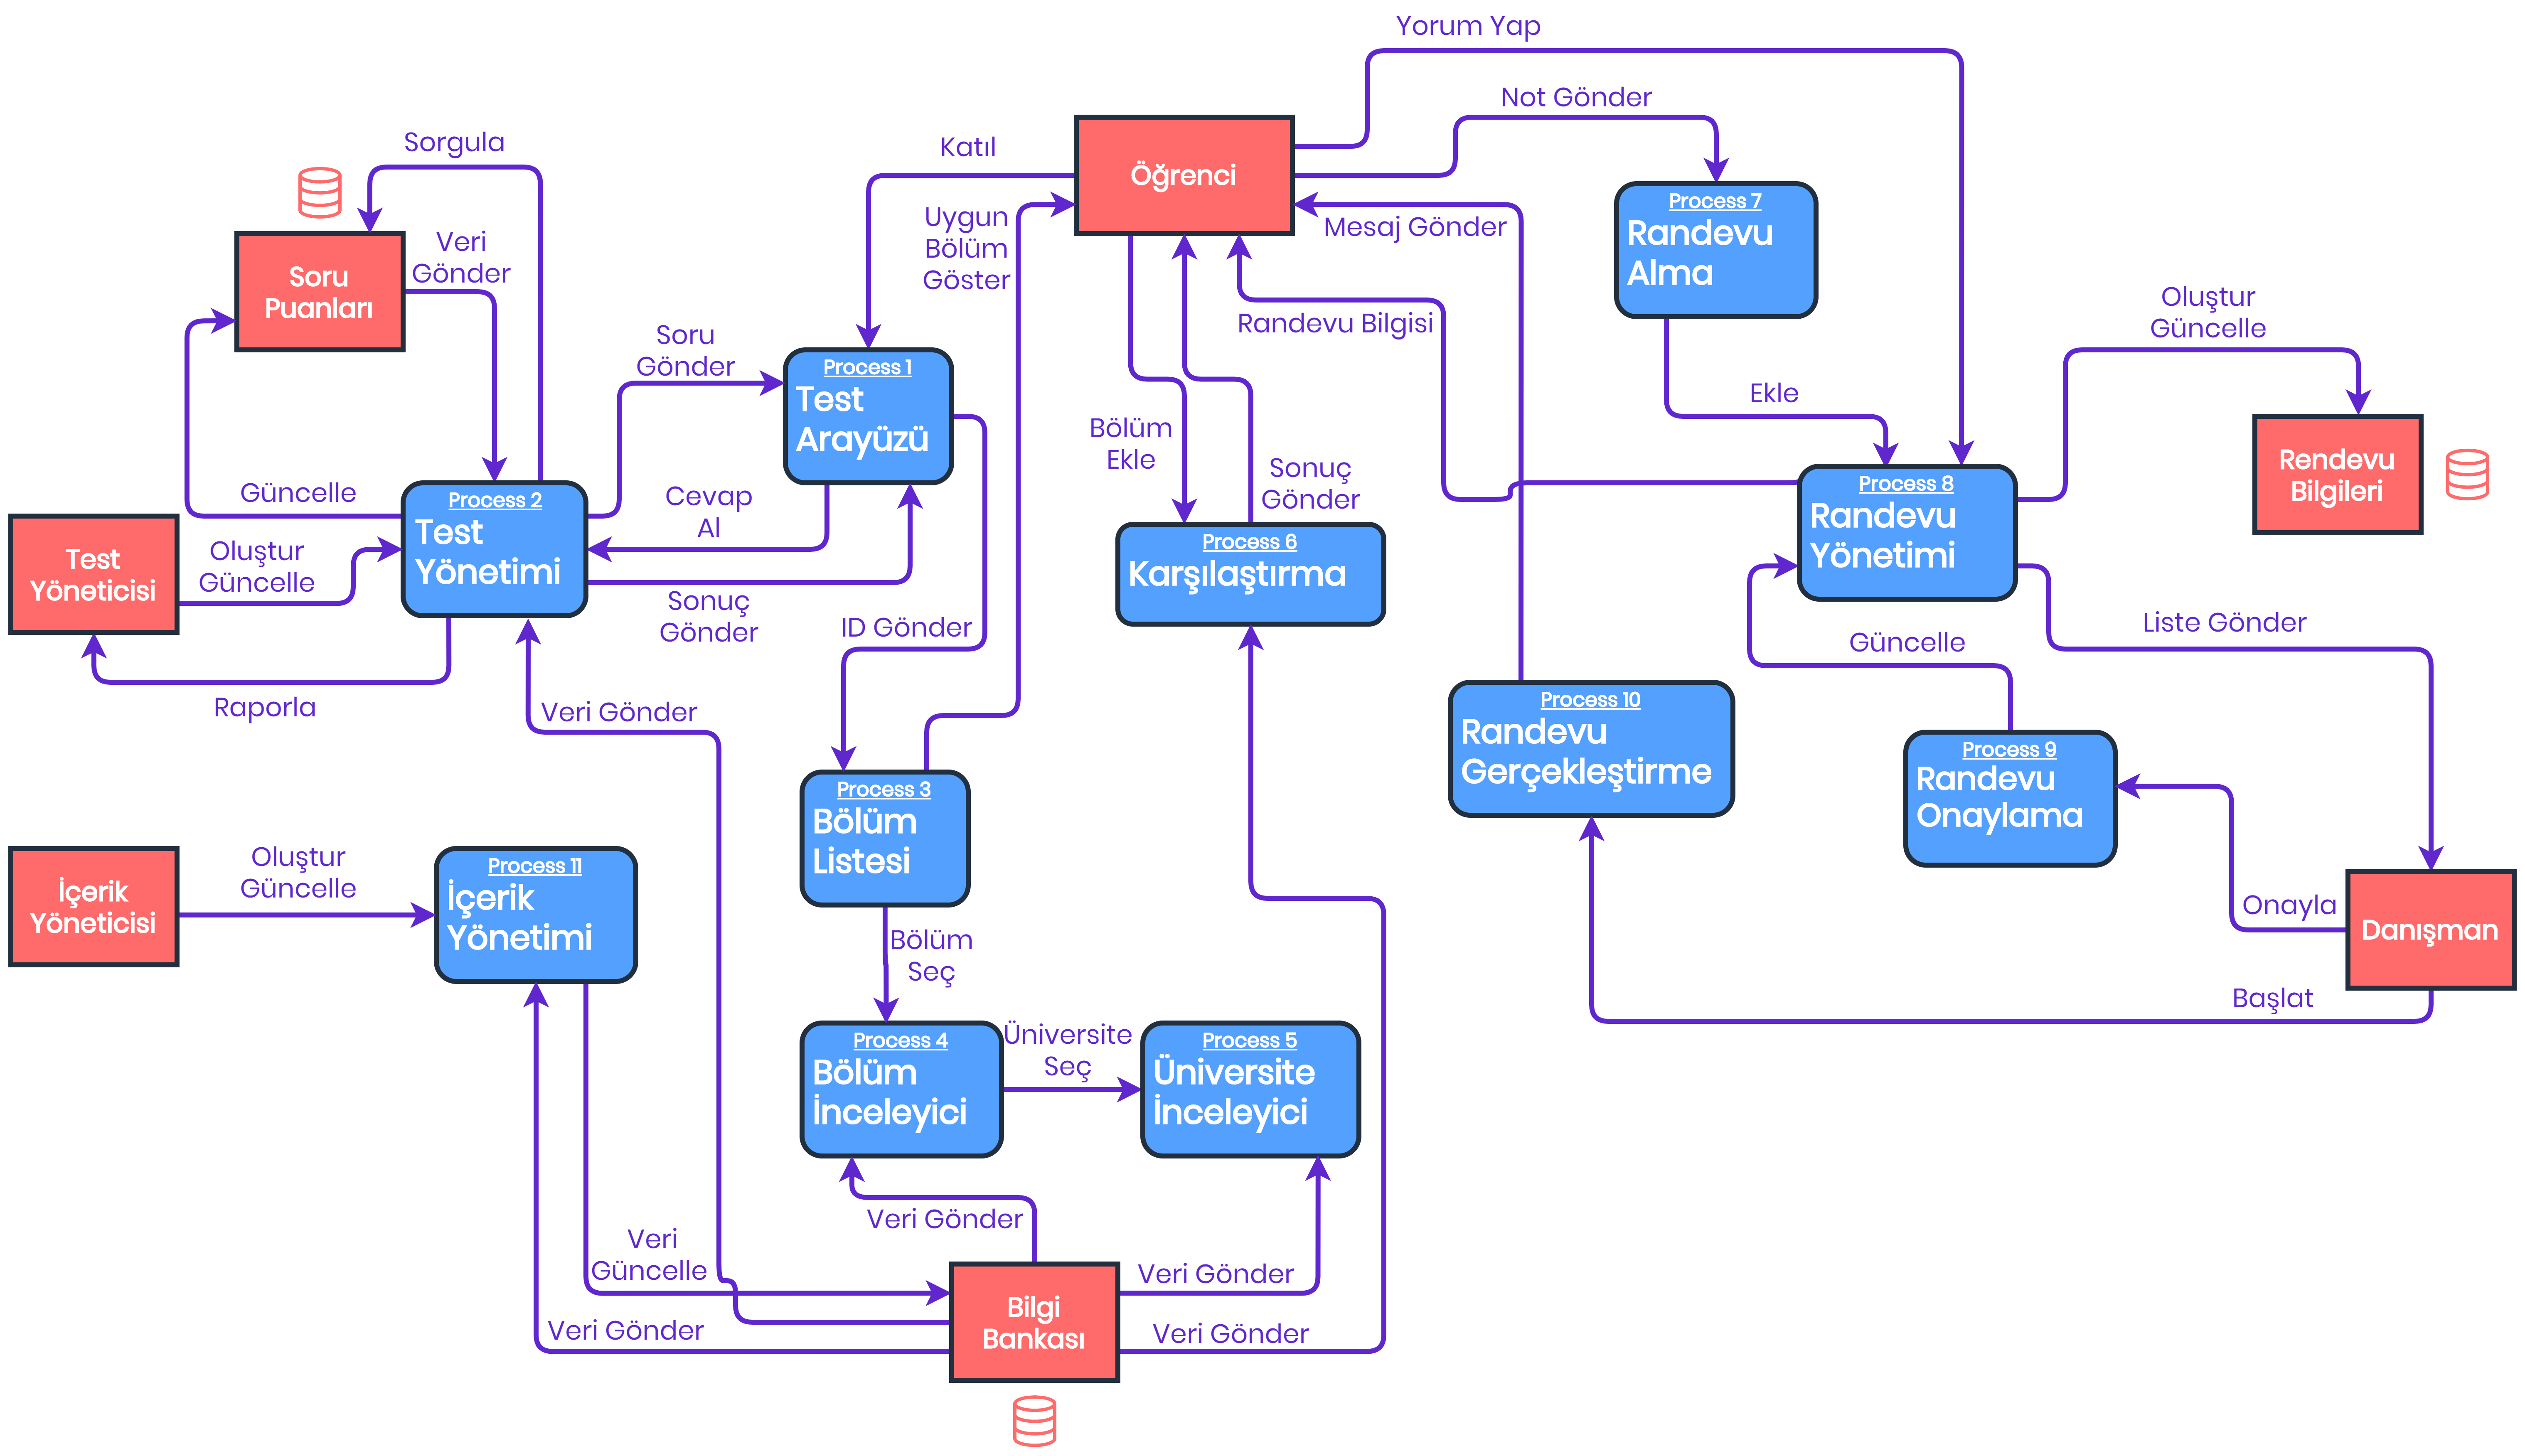 Yorum Yap
Not Gönder
Sorgula
Katıl
Öğrenci
Process 7
Randevu
Alma
Uygun
Bölüm
Göster
Mesaj Gönder
Veri
Gönder
Soru
Puanları
Randevu Bilgisi
Oluştur
Güncelle
Soru
Gönder
Process 1
Test
Arayüzü
Ekle
Bölüm
Ekle
Sonuç
Gönder
Rendevu
Bilgileri
Güncelle
Process 2
Test
Yönetimi
Cevap
Al
Process 8
Randevu
Yönetimi
Test
Yöneticisi
Oluştur
Güncelle
Process 6
Karşılaştırma
Sonuç
Gönder
ID Gönder
Güncelle
Liste Gönder
Raporla
Veri Gönder
Process 10
Randevu
Gerçekleştirme
Process 9
Randevu
Onaylama
Process 3
Bölüm
Listesi
İçerik
Yöneticisi
Oluştur
Güncelle
Process 11
İçerik
Yönetimi
Onayla
Danışman
Bölüm
Seç
Başlat
Process 4
Bölüm
İnceleyici
Üniversite
Seç
Process 5
Üniversite
İnceleyici
Veri Gönder
Veri
Güncelle
Veri Gönder
Bilgi
Bankası
Veri Gönder
Veri Gönder